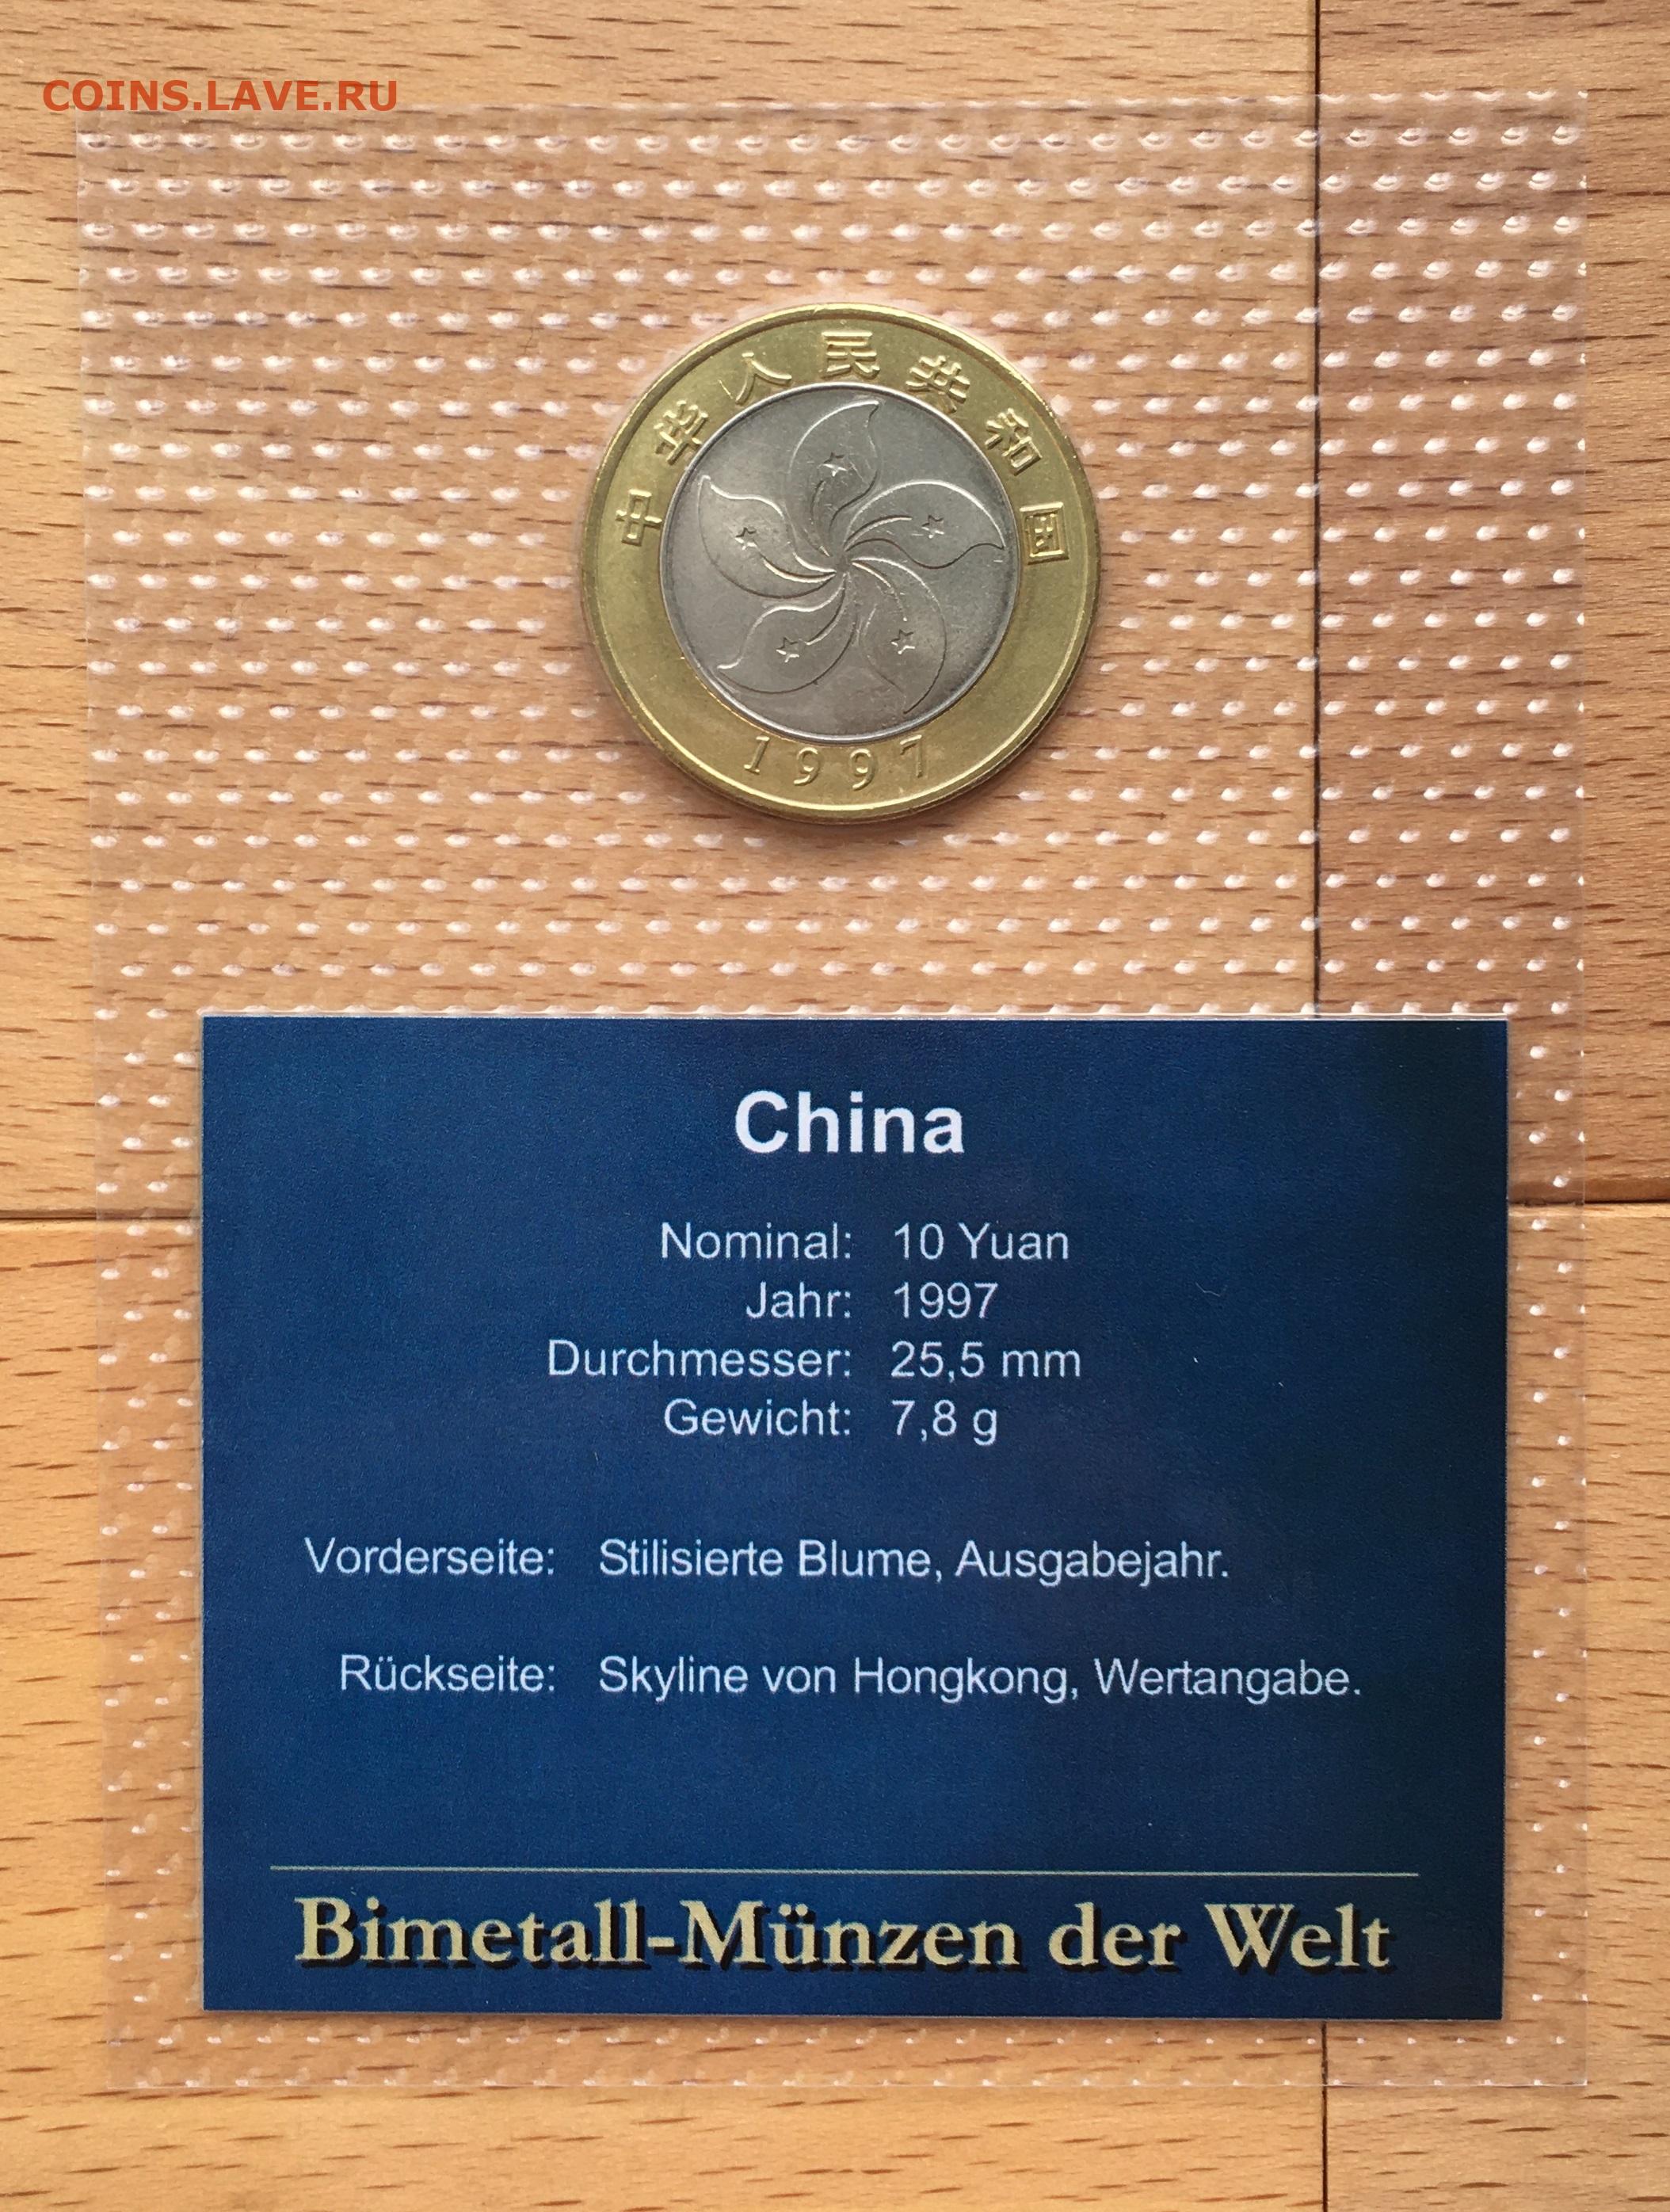 COINS.LAVE.RU
中华人民共和国
1997
China
Nominal: 10 Yuan
Jahr: 1997
Durchmesser: 25,5 mm
Gewicht: 7,8 g
Vorderseite: Stilisierte Blume, Ausgabejahr.
Rückseite: Skyline von Hongkong, Wertangabe.
Bimetall-Münzen der Welt